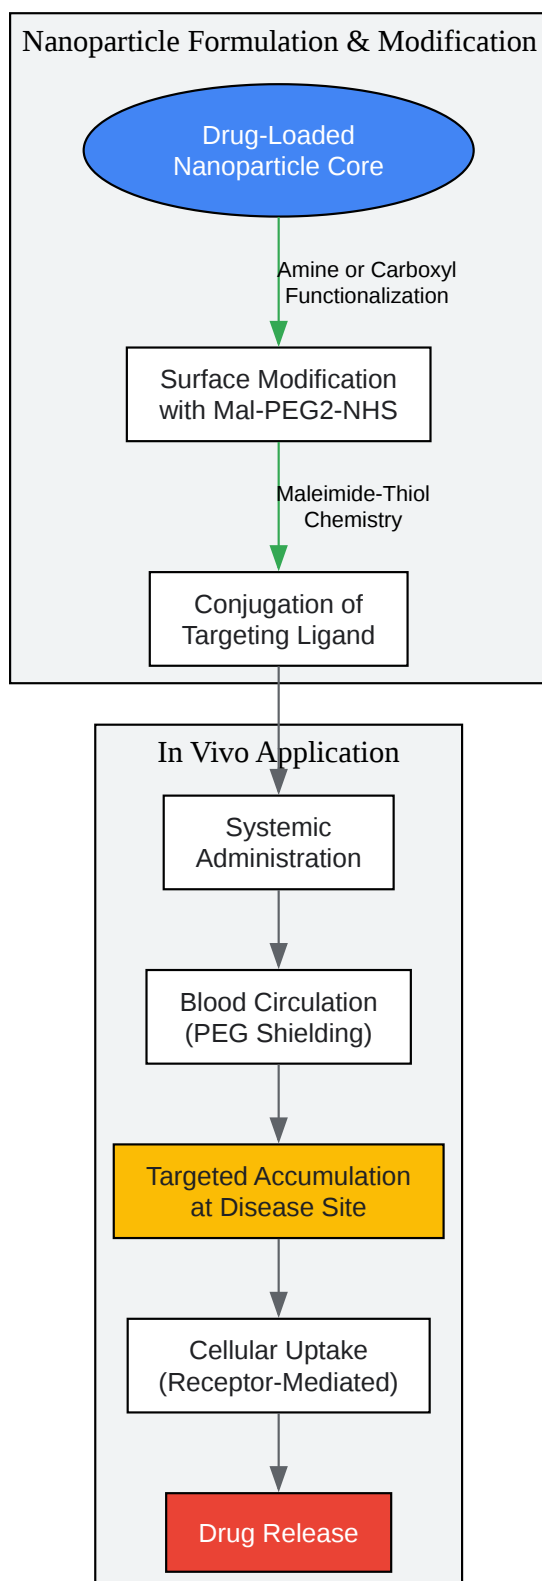 Nanoparticle Formulation & Modification
Drug-Loaded
Nanoparticle Core
Amine or Carboxyl
Functionalization
Surface Modification
with Mal-PEG2-NHS
Maleimide-Thiol
Chemistry
Conjugation of
Targeting Ligand
In Vivo Application
Systemic
Administration
Blood Circulation
(PEG Shielding)
Targeted Accumulation
at Disease Site
Cellular Uptake
(Receptor-Mediated)
Drug Release